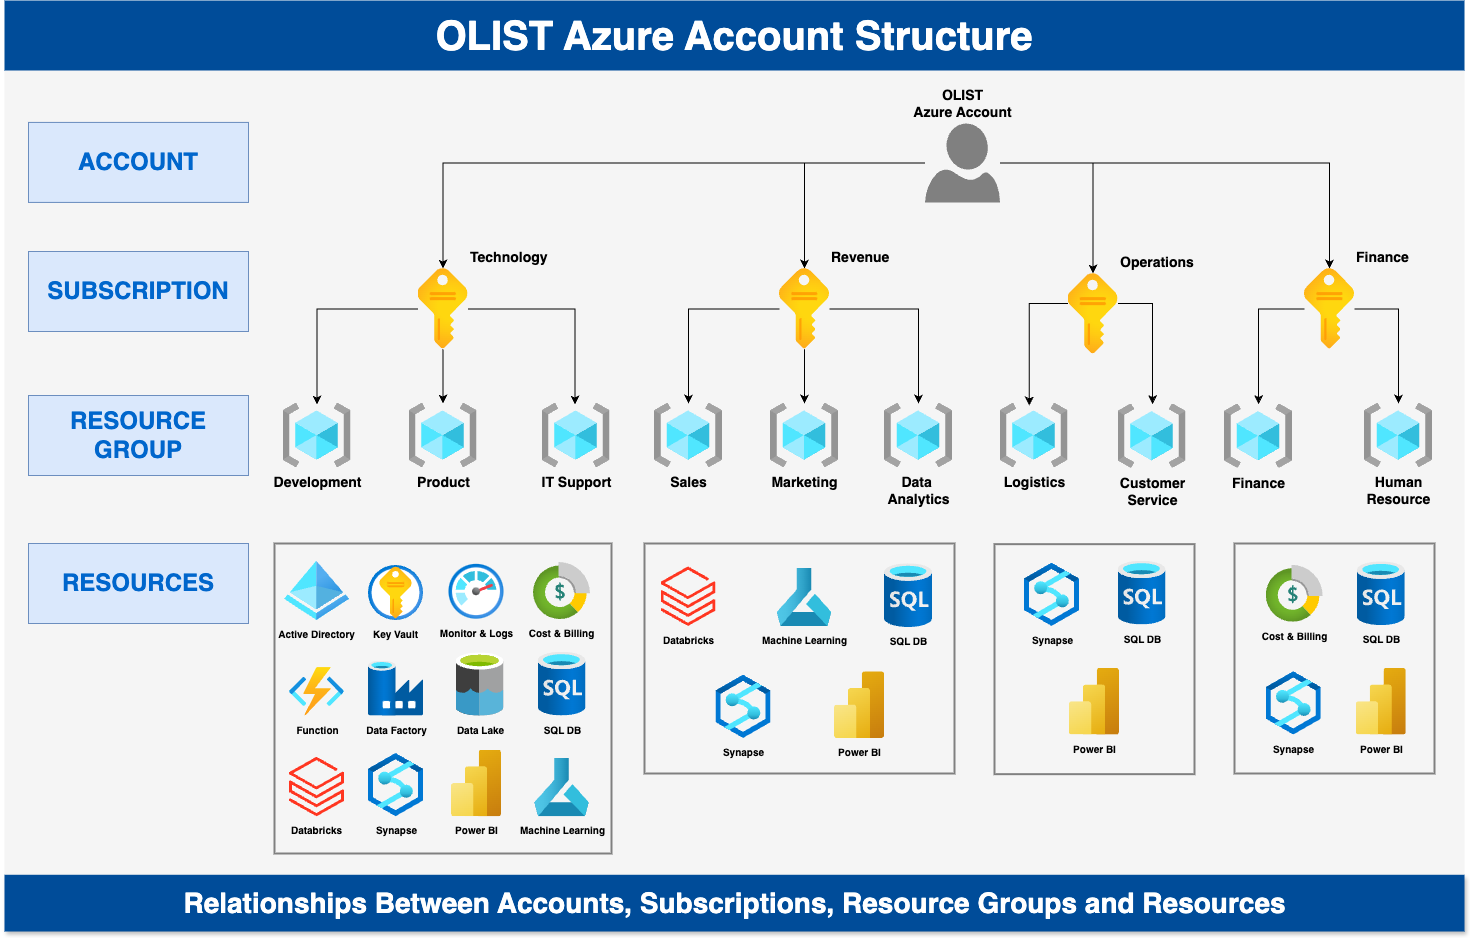 OLIST Azure Account Structure
OLIST
Azure Account
ACCOUNT
Technology
Revenue
Operations
Finance
SUBSCRIPTION
RESOURCE
GROUP
Development
Product
IT Support
Sales
Marketing
Data
Analytics
Logistics
Customer
Service
Finance
Human
Resource
RESOURCES
Active Directory
Key Vault
Monitor & Logs
$
Cost & Billing
Function
Data Factory
Data Lake
SQL
SQL DB
Databricks
Synapse
Power BI
Machine Learning
Databricks
Machine Learning
SQL
SQL DB
Synapse
Power BI
Synapse
SQL
SQL DB
Power BI
$
Cost & Billing
SQL
SQL DB
Synapse
Power BI
Relationships Between Accounts, Subscriptions, Resource Groups and Resources